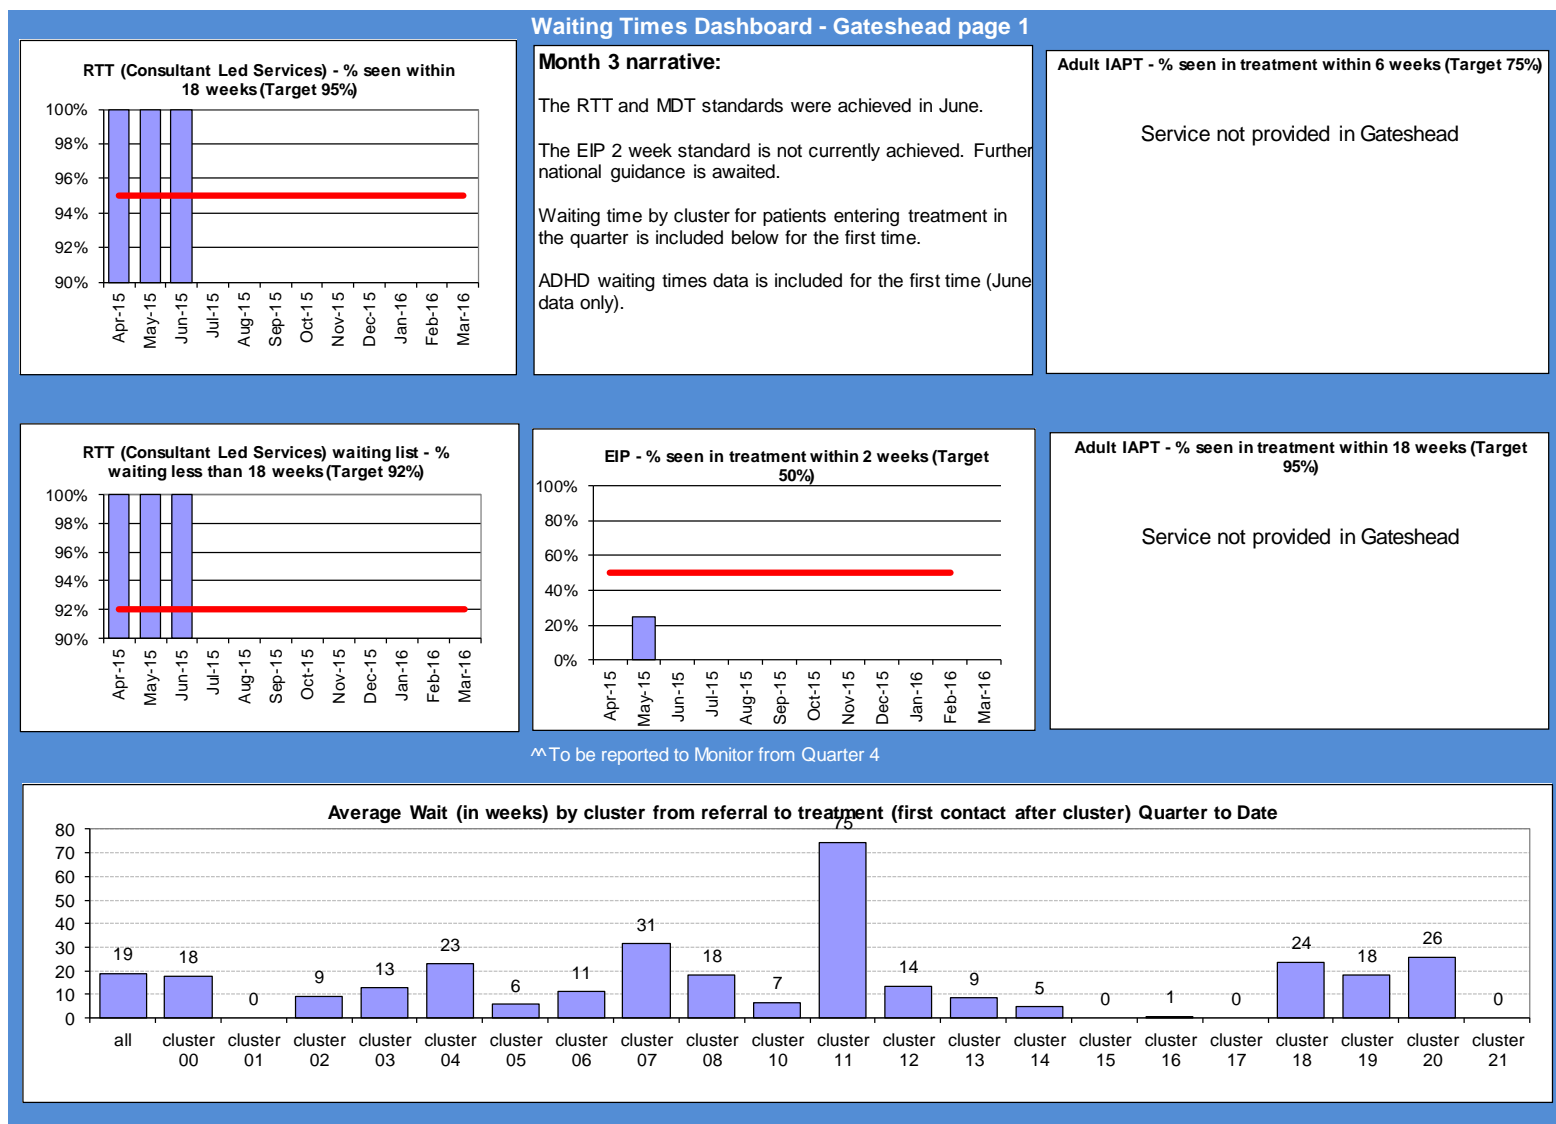 Waiting Times Dashboard - Gateshead page 1
RTT (Consultant Led Services) - % seen within
18 weeks (Target 95%)
100%
98%
96%
94%
92%
90%
Apr-15
May-15
Jun-15
Jul-15
Aug-15
Sep-15
Oct-15
Nov-15
Dec-15
Jan-16
Feb-16
Mar-16
Month 3 narrative:
The RTT and MDT standards were achieved in June.
The EIP 2 week standard is not currently achieved. Further
national guidance is awaited.
Waiting time by cluster for patients entering treatment in
the quarter is included below for the first time.
ADHD waiting times data is included for the first time (June
data only).
Adult IAPT - % seen in treatment within 6 weeks (Target 75%)
Service not provided in Gateshead
RTT (Consultant Led Services) waiting list - %
waiting less than 18 weeks (Target 92%)
100%
98%
96%
94%
92%
90%
Apr-15
May-15
Jun-15
Jul-15
Aug-15
Sep-15
Oct-15
Nov-15
Dec-15
Jan-16
Feb-16
Mar-16
EIP - % seen in treatment within 2 weeks (Target
50%)
100%
80%
60%
40%
20%
0%
Apr-15
May-15
Jun-15
Jul-15
Aug-15
Sep-15
Oct-15
Nov-15
Dec-15
Jan-16
Feb-16
Mar-16
Adult IAPT - % seen in treatment within 18 weeks (Target
95%)
Service not provided in Gateshead
^^ To be reported to Monitor from Quarter 4
Average Wait (in weeks) by cluster from referral to treatment (first contact after cluster) Quarter to Date
80
70
60
50
40
30
20
10
0
19
18
0
9
13
23
6
11
31
18
7
75
14
9
5
0
1
0
24
18
26
0
all
cluster 00
cluster 01
cluster 02
cluster 03
cluster 04
cluster 05
cluster 06
cluster 07
cluster 08
cluster 10
cluster 11
cluster 12
cluster 13
cluster 14
cluster 15
cluster 16
cluster 17
cluster 18
cluster 19
cluster 20
cluster 21